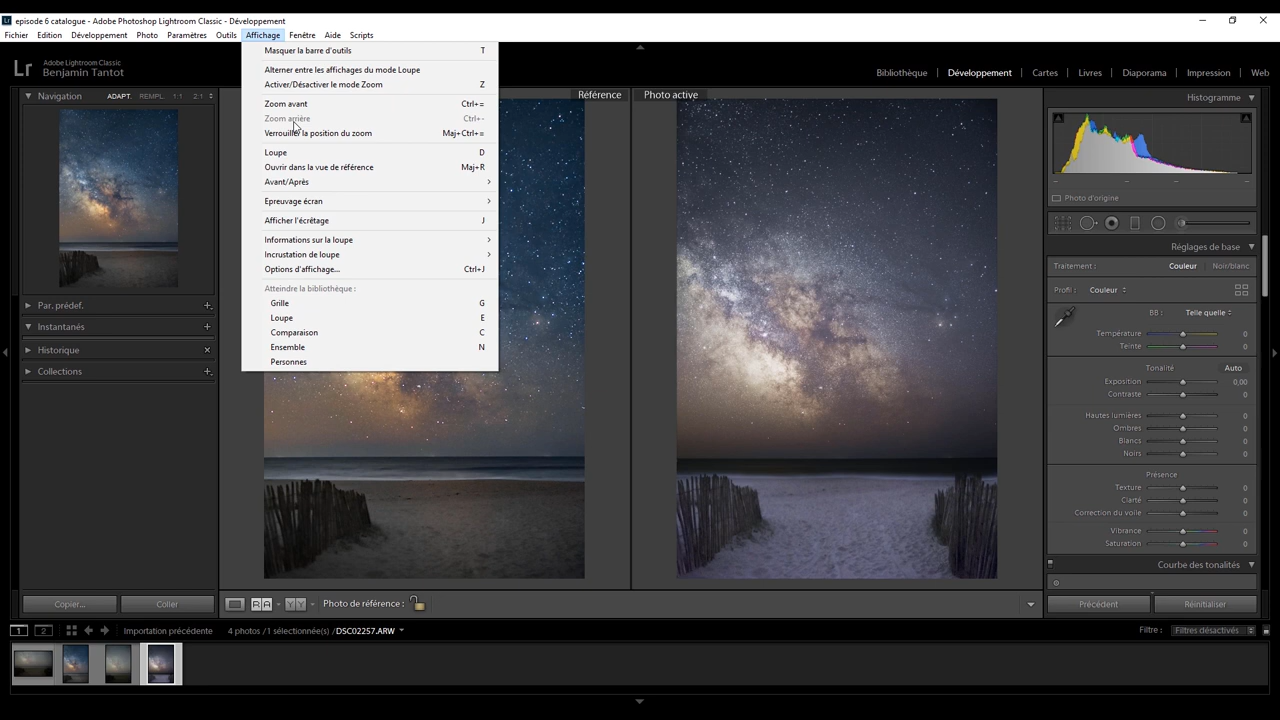 Lr episode 6 catalogue - Adobe Photoshop Lightroom Classic - Développement
Fichier Edition Développement Photo Paramètres Outils Affichage Fenêtre Aide Scripts
Lr Adobe Lightroom Classic
Benjamin Tantot
Bibliothèque | Développement | Cartes | Livres | Diaporama | Impression | Web
Masquer la barre d'outils T
Alterner entre les affichages du mode Loupe
Activer/Désactiver le mode Zoom Z
Zoom avant Ctrl+=
Zoom arrière Ctrl+-
Verrouiller la position du zoom Maj+Ctrl+=
Loupe D
Ouvrir dans la vue de référence Maj+R
Avant/Après
Epreuvage écran
Afficher l'écrêtage J
Informations sur la loupe
Incrustation de loupe
Options d'affichage... Ctrl+J
Atteindre la bibliothèque :
Grille G
Loupe E
Comparaison C
Ensemble N
Personnes
Navigation ADAPT. REMPL. 1:1 2:1
Par. prédef. +
Instantanés +
Historique ×
Collections +
Copier... Coller
Référence
Photo active
R A Y Y Photo de référence :
Histogramme
Photo d'origine
Réglages de base
Traitement : Couleur | Noir/blanc
Profil : Couleur
BB : Telle quelle
Température 0
Teinte 0
Tonalité Auto
Exposition 0,00
Contraste 0
Hautes lumières 0
Ombres 0
Blancs 0
Noirs 0
Présence
Texture 0
Clarté 0
Correction du voile 0
Vibrance 0
Saturation 0
Courbe des tonalités
Précédent Réinitialiser
1 2 Importation précédente 4 photos / 1 sélectionnée(s) / DSC02257.ARW
Filtre : Filtres désactivés